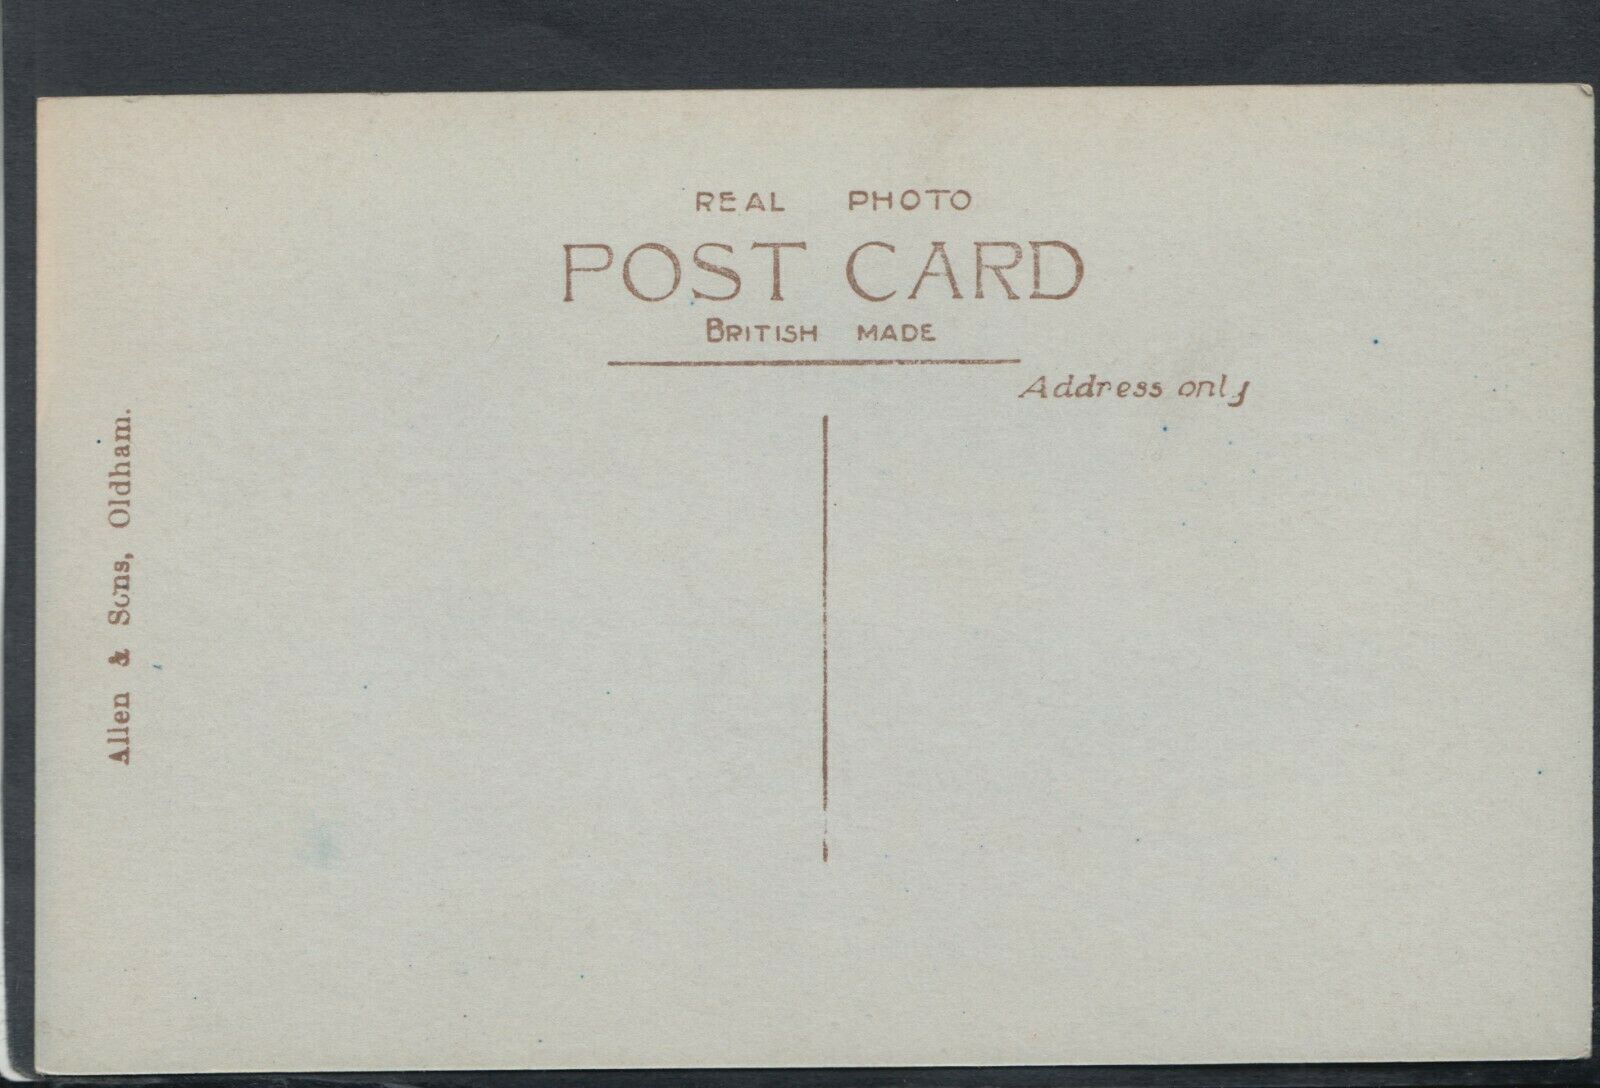 REAL PHOTO
POST CARD
BRITISH MADE
Address only
Allen & Sons, Oldham.